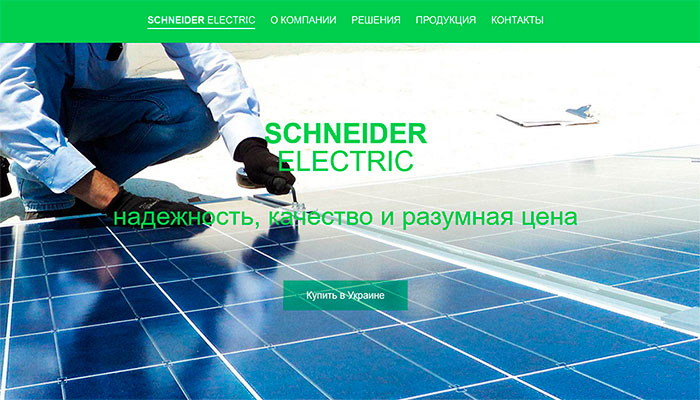 SCHNEIDER ELECTRIC О КОМПАНИИ РЕШЕНИЯ ПРОДУКЦИЯ КОНТАКТЫ
SCHNEIDER
ELECTRIC
надежность, качество и разумная цена
Купить в Украине